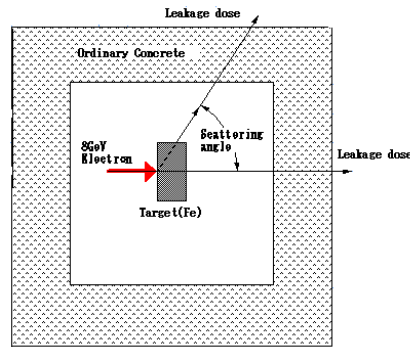 Leakage dose
Ordinary Concrete
8GeV
Electron
Scattering
angle
Leakage dose
Target(Fe)